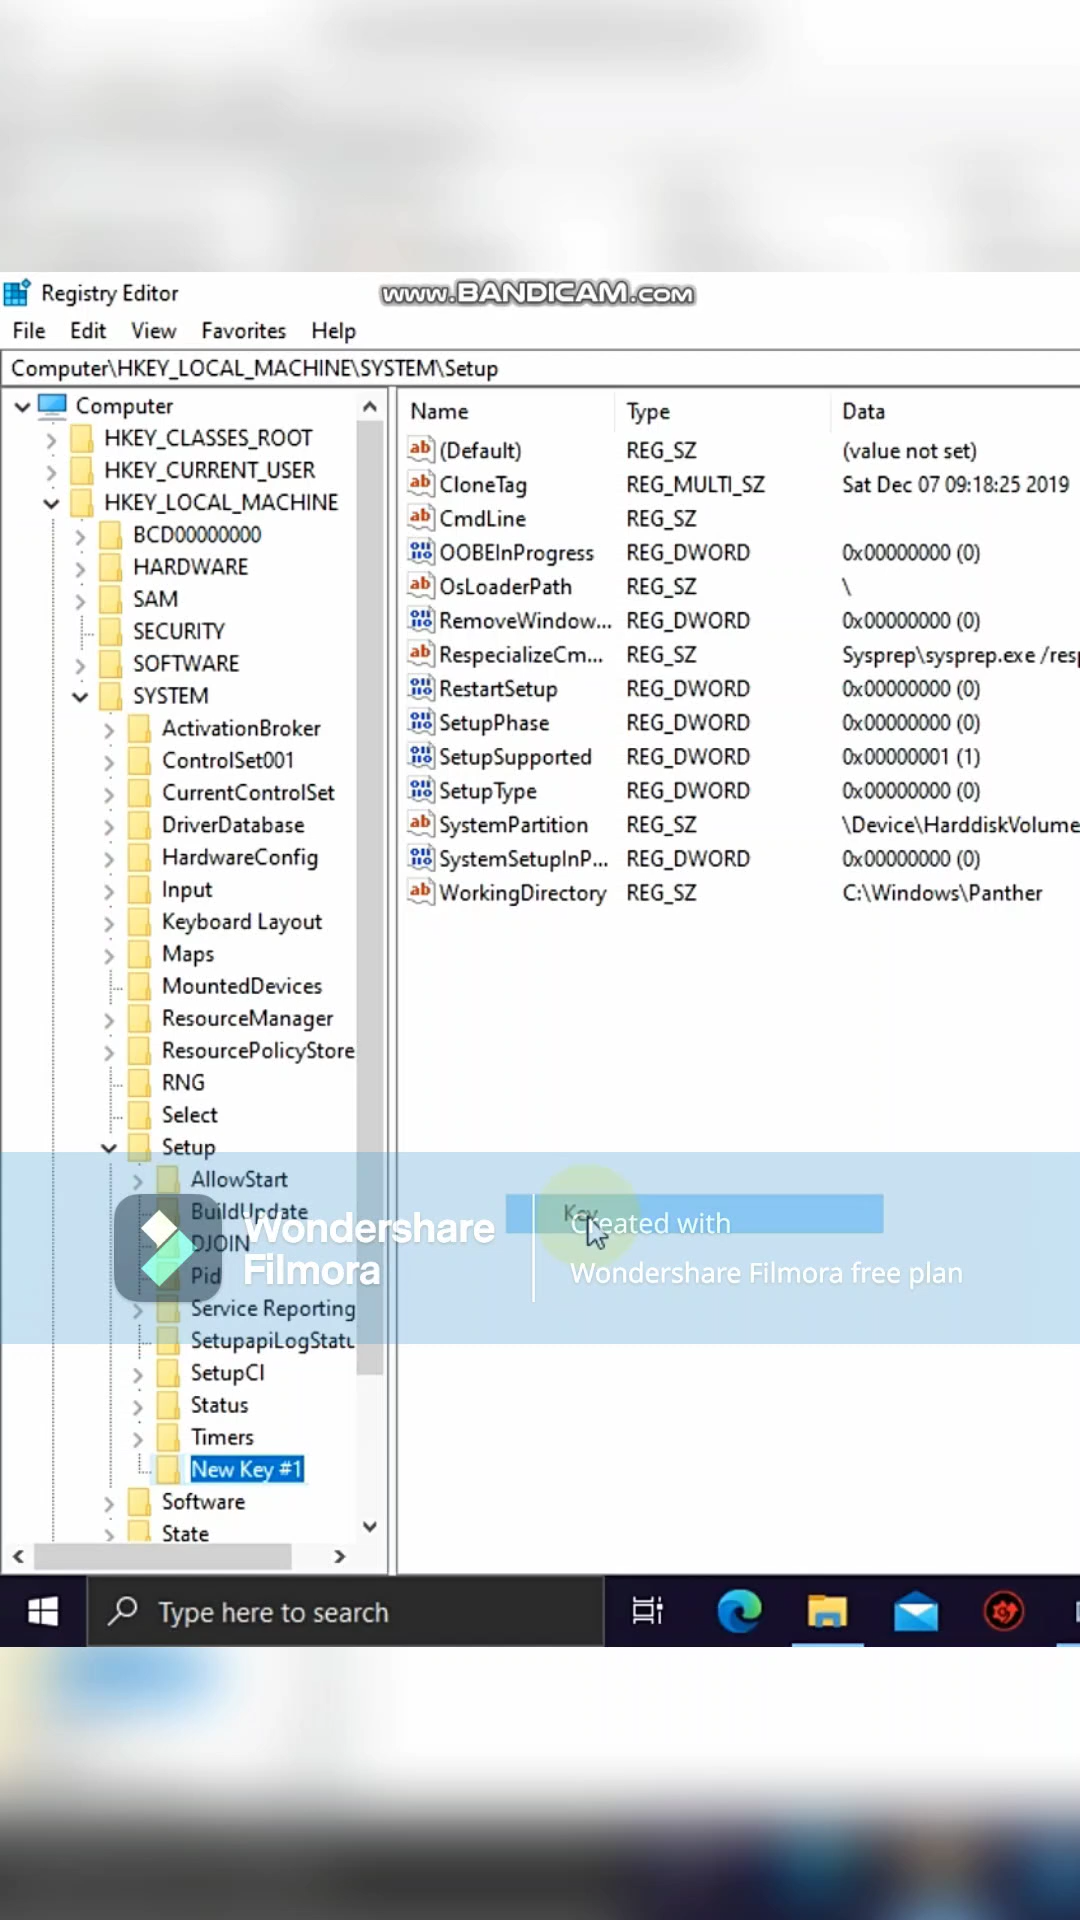 Registry Editor
www.BANDICAM.com
File Edit View Favorites Help
Computer\HKEY_LOCAL_MACHINE\SYSTEM\Setup
Computer
HKEY_CLASSES_ROOT
HKEY_CURRENT_USER
HKEY_LOCAL_MACHINE
BCD00000000
HARDWARE
SAM
SECURITY
SOFTWARE
SYSTEM
ActivationBroker
ControlSet001
CurrentControlSet
DriverDatabase
HardwareConfig
Input
Keyboard Layout
Maps
MountedDevices
ResourceManager
ResourcePolicyStore
RNG
Select
Setup
AllowStart
BuildUpdate
DJOIN
Pid
Service Reporting
SetupapiLogStatu
SetupCl
Status
Timers
New Key #1
Software
State
Name Type Data
(Default) REG_SZ (value not set)
CloneTag REG_MULTI_SZ Sat Dec 07 09:18:25 2019
CmdLine REG_SZ
OOBEInProgress REG_DWORD 0x00000000 (0)
OsLoaderPath REG_SZ \
RemoveWindow... REG_DWORD 0x00000000 (0)
RespecializeCm... REG_SZ Sysprep\sysprep.exe /resp
RestartSetup REG_DWORD 0x00000000 (0)
SetupPhase REG_DWORD 0x00000000 (0)
SetupSupported REG_DWORD 0x00000001 (1)
SetupType REG_DWORD 0x00000000 (0)
SystemPartition REG_SZ \Device\HarddiskVolume
SystemSetupInP... REG_DWORD 0x00000000 (0)
WorkingDirectory REG_SZ C:\Windows\Panther
Key
Wondershare
Filmora
Created with
Wondershare Filmora free plan
Type here to search